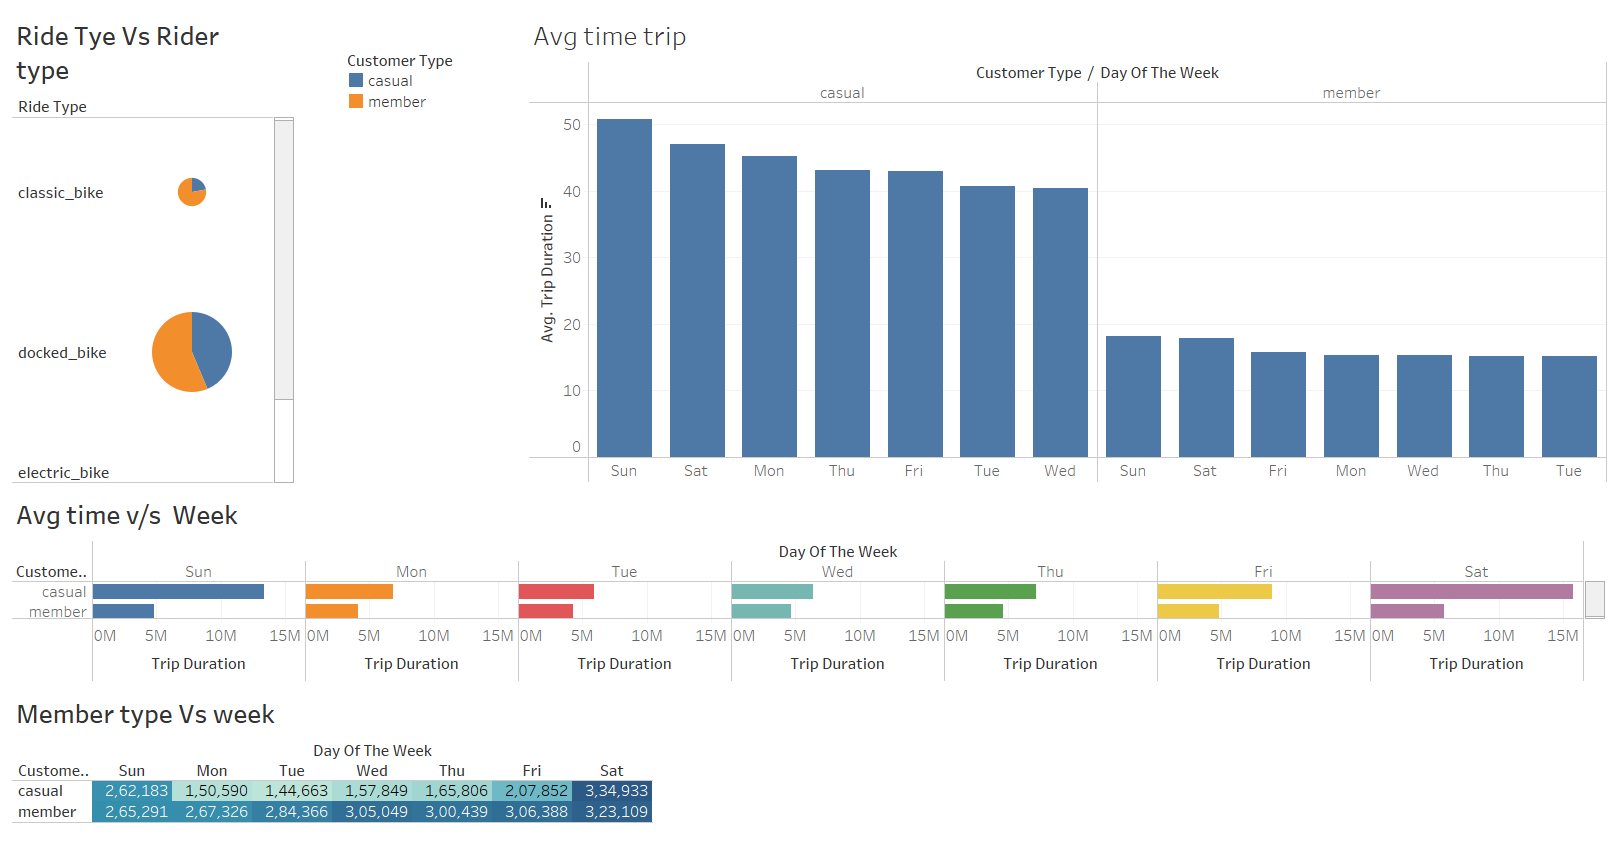 Ride Tye Vs Rider
type
Ride Type
classic_bike
docked_bike
electric_bike
Customer Type
casual
member
Avg time trip
Customer Type / Day Of The Week
casual member
Avg. Trip Duration
50
40
30
20
10
0
Sun Sat Mon Thu Fri Tue Wed Sun Sat Fri Mon Wed Thu Tue
Avg time v/s Week
Day Of The Week
Custome.. Sun Mon Tue Wed Thu Fri Sat
casual
member
0M 5M 10M 15M 0M 5M 10M 15M 0M 5M 10M 15M 0M 5M 10M 15M 0M 5M 10M 15M 0M 5M 10M 15M 0M 5M 10M 15M
Trip Duration Trip Duration Trip Duration Trip Duration Trip Duration Trip Duration Trip Duration
Member type Vs week
Day Of The Week
Custome.. Sun Mon Tue Wed Thu Fri Sat
casual 2,62,183 1,50,590 1,44,663 1,57,849 1,65,806 2,07,852 3,34,933
member 2,65,291 2,67,326 2,84,366 3,05,049 3,00,439 3,06,388 3,23,109